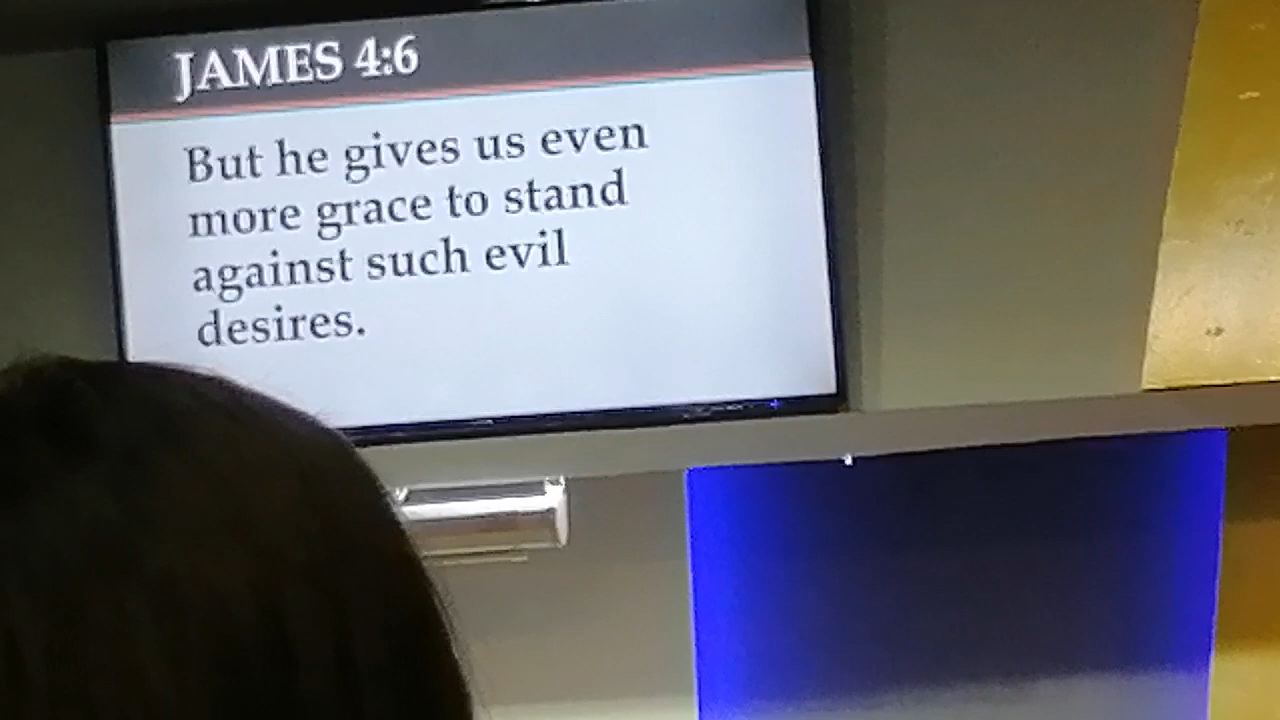 JAMES 4:6
But he gives us even
more grace to stand
against such evil
desires.